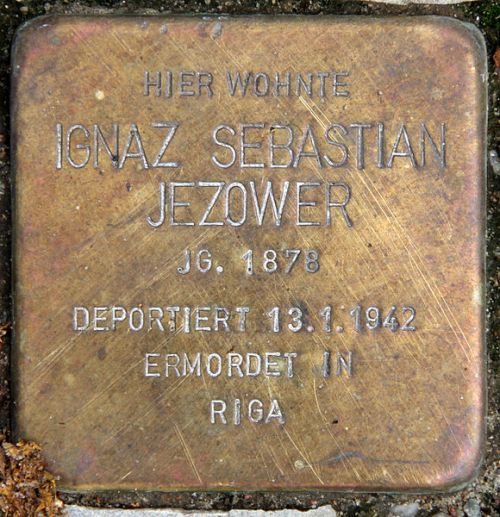 HIER WOHNTE
IGNAZ SEBASTIAN
JEZOWER
JG. 1878
DEPORTIERT 13.1.1942
ERMORDET IN
RIGA